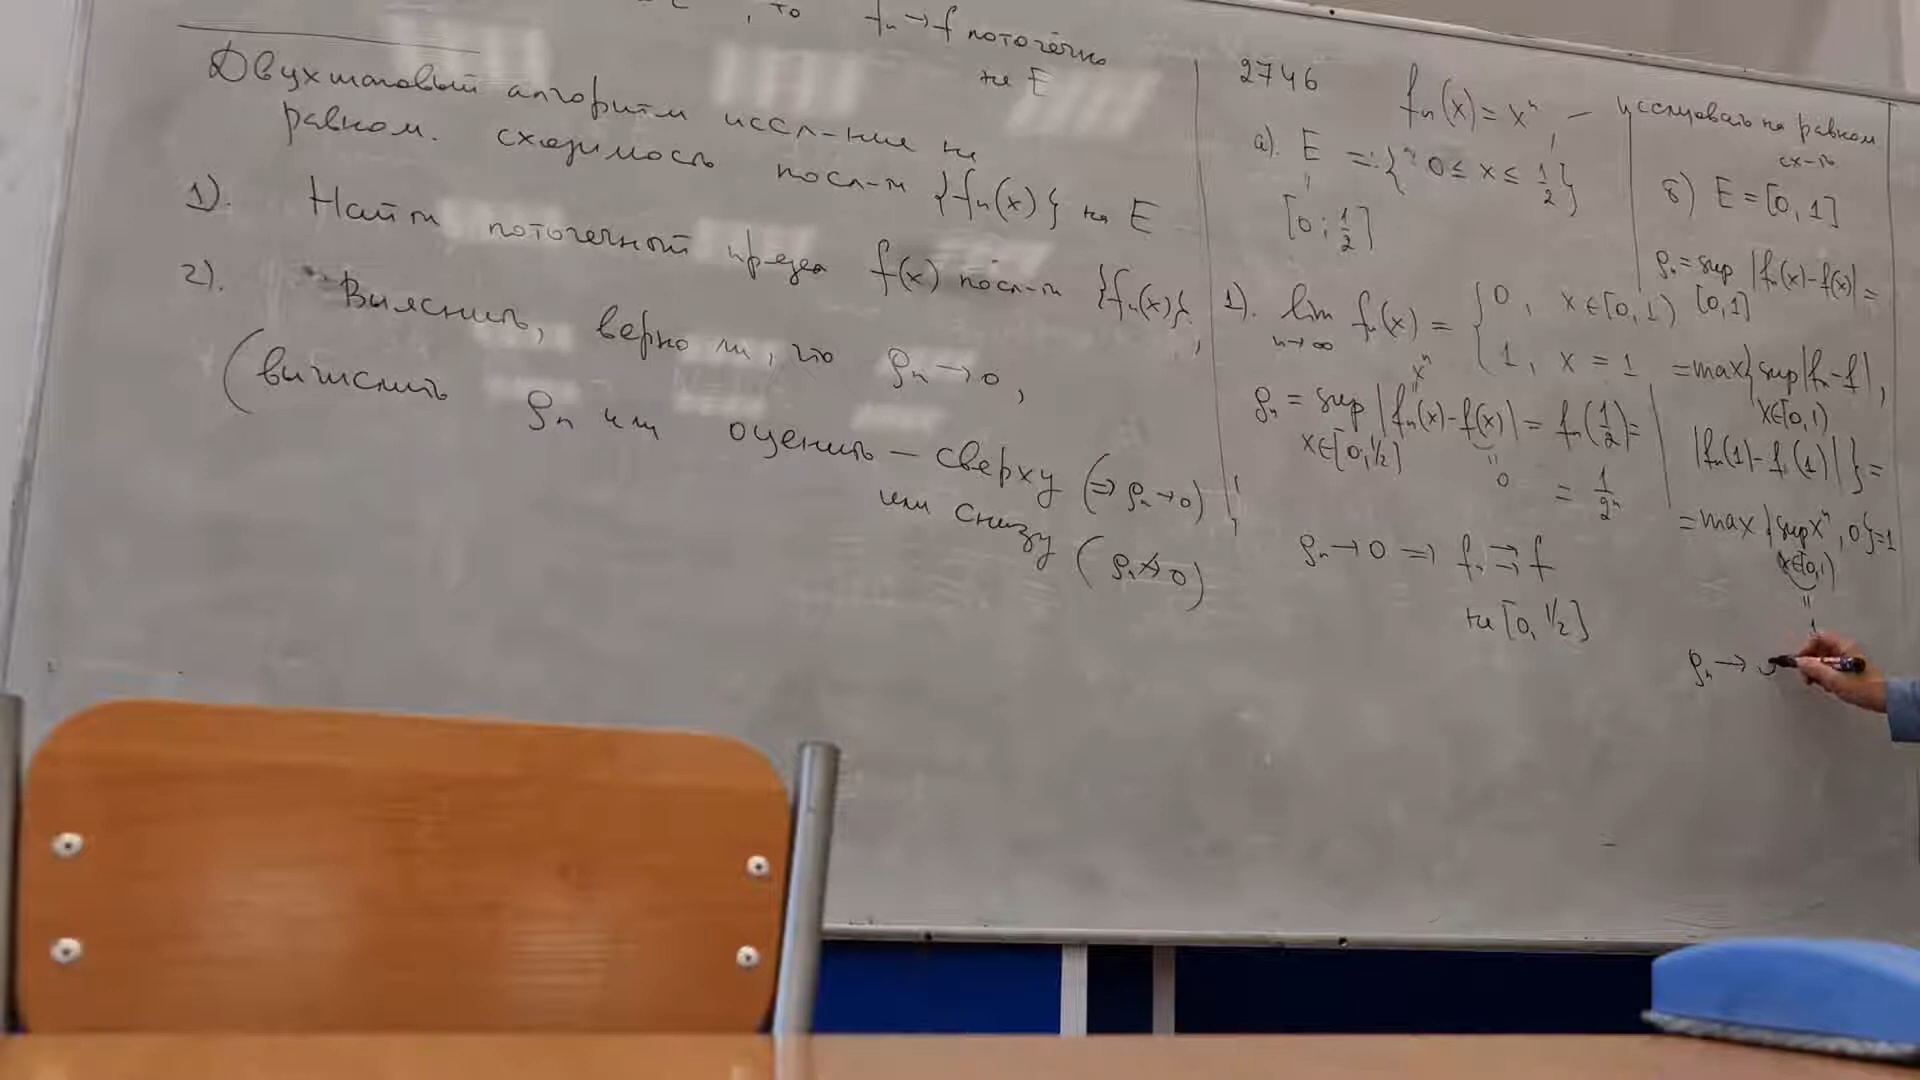 , то fₙ → f поточечно
на E
Двухшаговый алгоритм иссл-ния на
равном. сходимость посл-ти {fₙ(x)} на E
1). Найти поточечный предел f(x) посл-ти {fₙ(x)};
2). Выяснить, верно ли, что ρₙ → 0,
(вычислить ρₙ или оценить — сверху (⇒ ρₙ → 0)
или снизу (ρₙ ↛ 0)
2746 fₙ(x) = xⁿ, — исследовать на равном
сх-ть
а). E = {0 ≤ x ≤ 1/2}
[0; 1/2]
1). lim fₙ(x) = { 0, x ∈ [0, 1)
n→∞ { 1, x = 1
xⁿ
ρₙ = sup |fₙ(x) - f(x)| = fₙ(1/2) =
x∈[0, 1/2]
0
= 1/2ⁿ
ρₙ → 0 ⇒ fₙ ⇉ f
на [0, 1/2]
б) E = [0, 1]
ρₙ = sup |fₙ(x) - f(x)| =
[0, 1]
= max{sup|fₙ - f|,
x∈[0, 1)
|fₙ(1) - f(1)|} =
= max{sup xⁿ, 0} = 1
x∈[0, 1)
"
1
ρₙ →